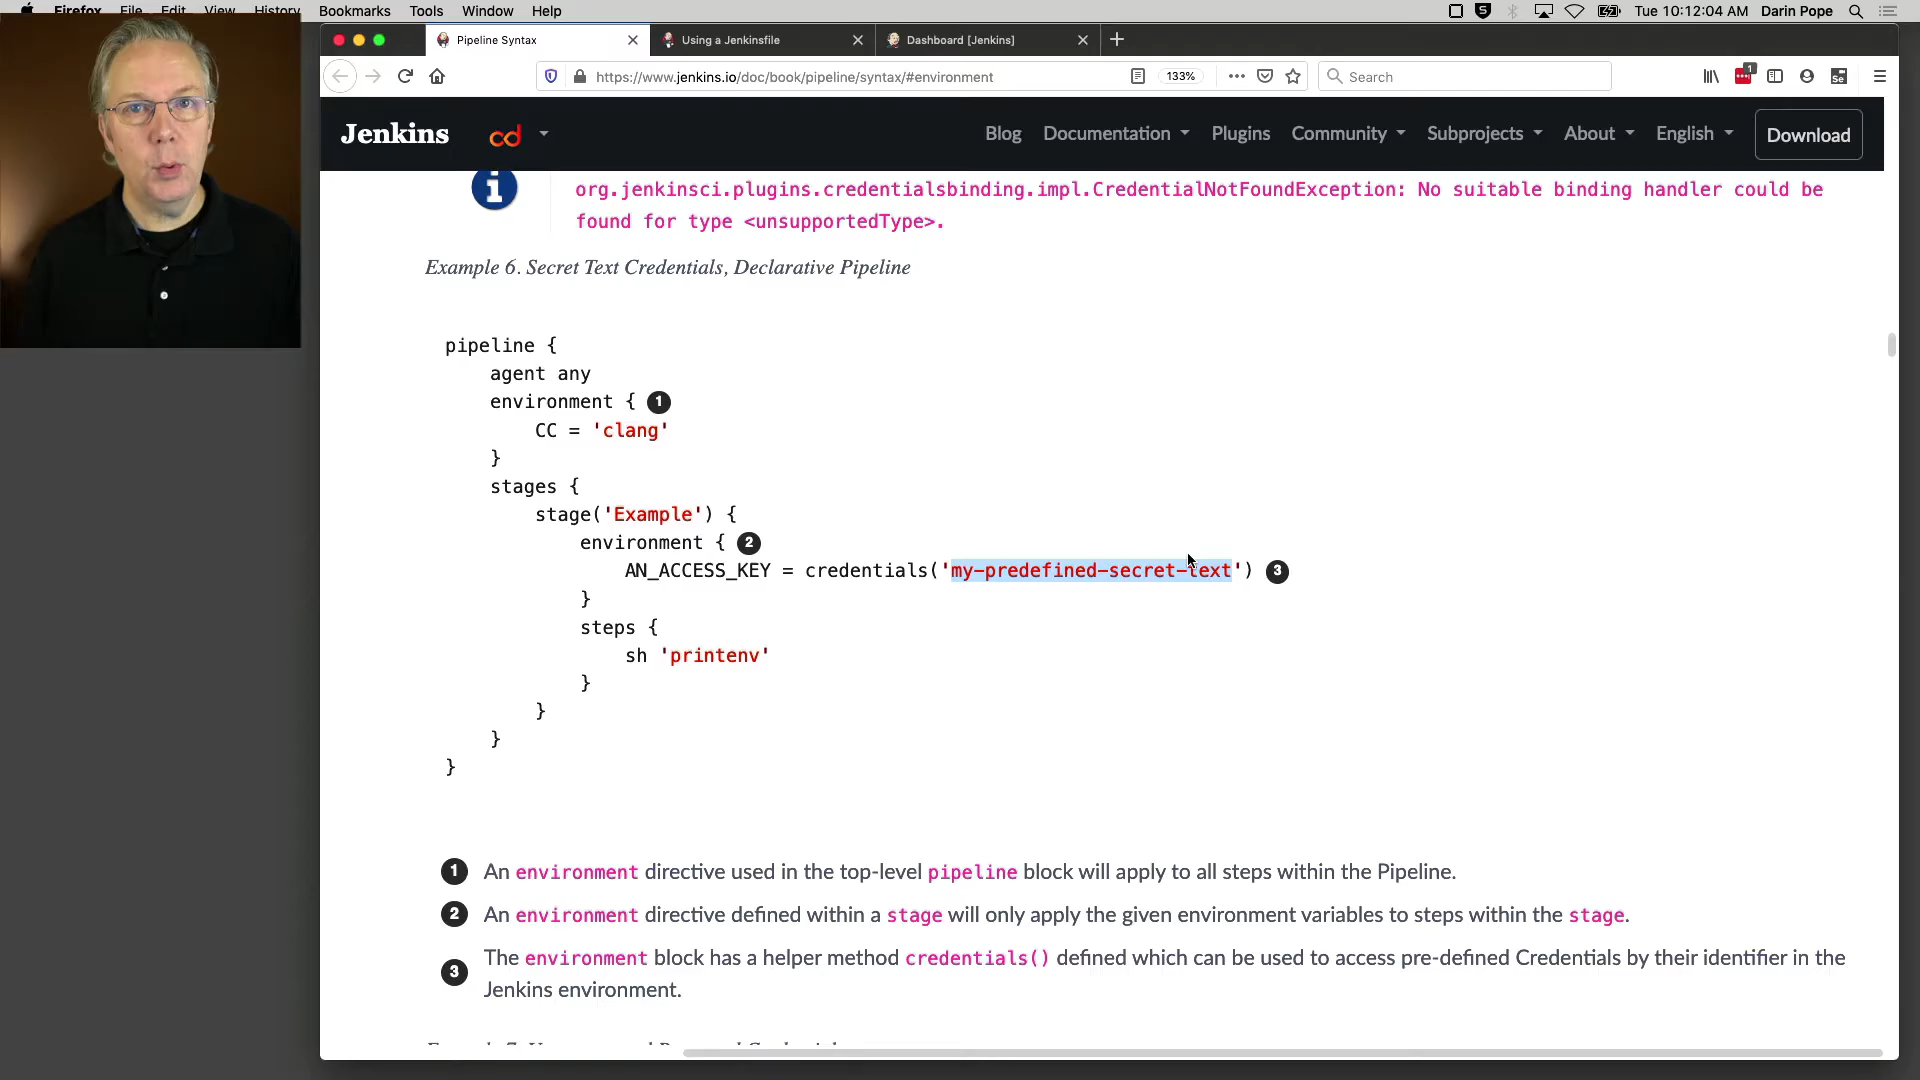 Firefox File Edit View History Bookmarks Tools Window Help Tue 10:12:04 AM Darin Pope
Pipeline Syntax Using a Jenkinsfile Dashboard [Jenkins]
https://www.jenkins.io/doc/book/pipeline/syntax/#environment 133% Search 1
Jenkins cd Blog Documentation Plugins Community Subprojects About English Download
org.jenkinsci.plugins.credentialsbinding.impl.CredentialNotFoundException: No suitable binding handler could be
found for type <unsupportedType>.
Example 6. Secret Text Credentials, Declarative Pipeline
pipeline {
agent any
environment { 1
CC = 'clang'
}
stages {
stage('Example') {
environment { 2
AN_ACCESS_KEY = credentials('my-predefined-secret-text') 3
}
steps {
sh 'printenv'
}
}
}
}
1 An environment directive used in the top-level pipeline block will apply to all steps within the Pipeline.
2 An environment directive defined within a stage will only apply the given environment variables to steps within the stage.
3 The environment block has a helper method credentials() defined which can be used to access pre-defined Credentials by their identifier in the
Jenkins environment.